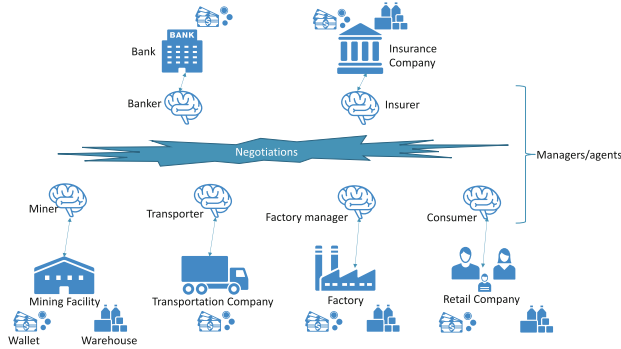 BANK
Bank
Insurance
Company
Banker
Insurer
Negotiations
Managers/agents
Miner
Transporter
Factory manager
Consumer
Mining Facility
Transportation Company
Factory
Retail Company
Wallet
Warehouse